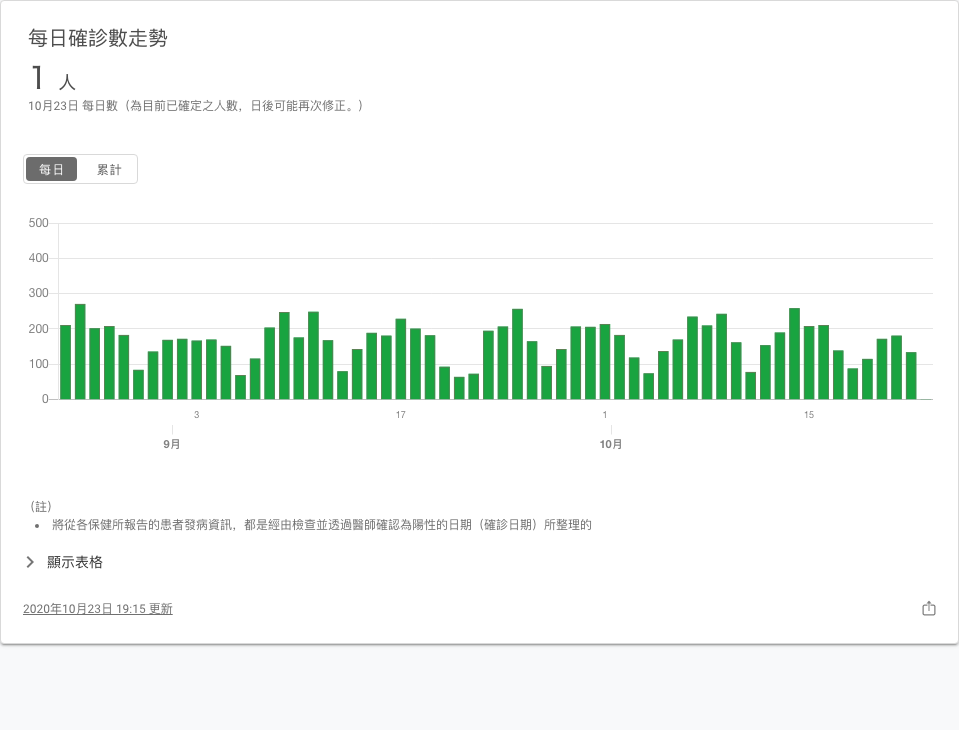 每日確診數走勢
1 人
10月23日 每日數（為目前已確定之人數，日後可能再次修正。）
每日 累計
500
400
300
200
100
0
3 17 1 15
9月 10月
（註）
• 將從各保健所報告的患者發病資訊，都是經由檢查並透過醫師確認為陽性的日期（確診日期）所整理的
顯示表格
2020年10月23日 19:15 更新